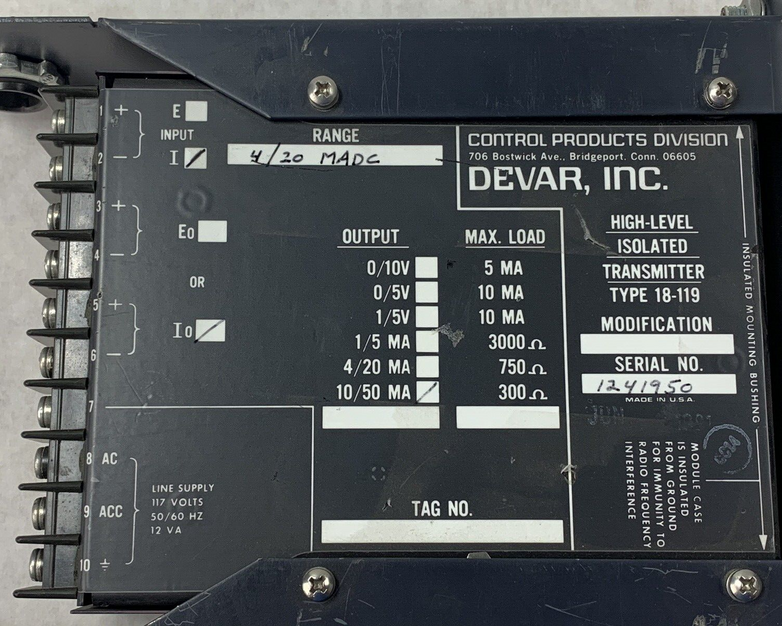 1 +
E
INPUT
2 −
I
RANGE
4/20 MADC
CONTROL PRODUCTS DIVISION
706 Bostwick Ave., Bridgeport. Conn. 06605
DEVAR, INC.
3 +
Eo
4 −
OR
5 +
Io
6 −
7
OUTPUT MAX. LOAD
0/10V 5 MA
0/5V 10 MA
1/5V 10 MA
1/5 MA 3000Ω
4/20 MA 750Ω
10/50 MA 300Ω
HIGH-LEVEL
ISOLATED
TRANSMITTER
TYPE 18-119
MODIFICATION
SERIAL NO.
1241950
MADE IN U.S.A.
JUN
INSULATED MOUNTING BUSHING
MODULE CASE
IS INSULATED
FROM GROUND
FOR IMMUNITY TO
RADIO FREQUENCY
INTERFERENCE
8 AC
9 ACC
10
LINE SUPPLY
117 VOLTS
50/60 HZ
12 VA
TAG NO.